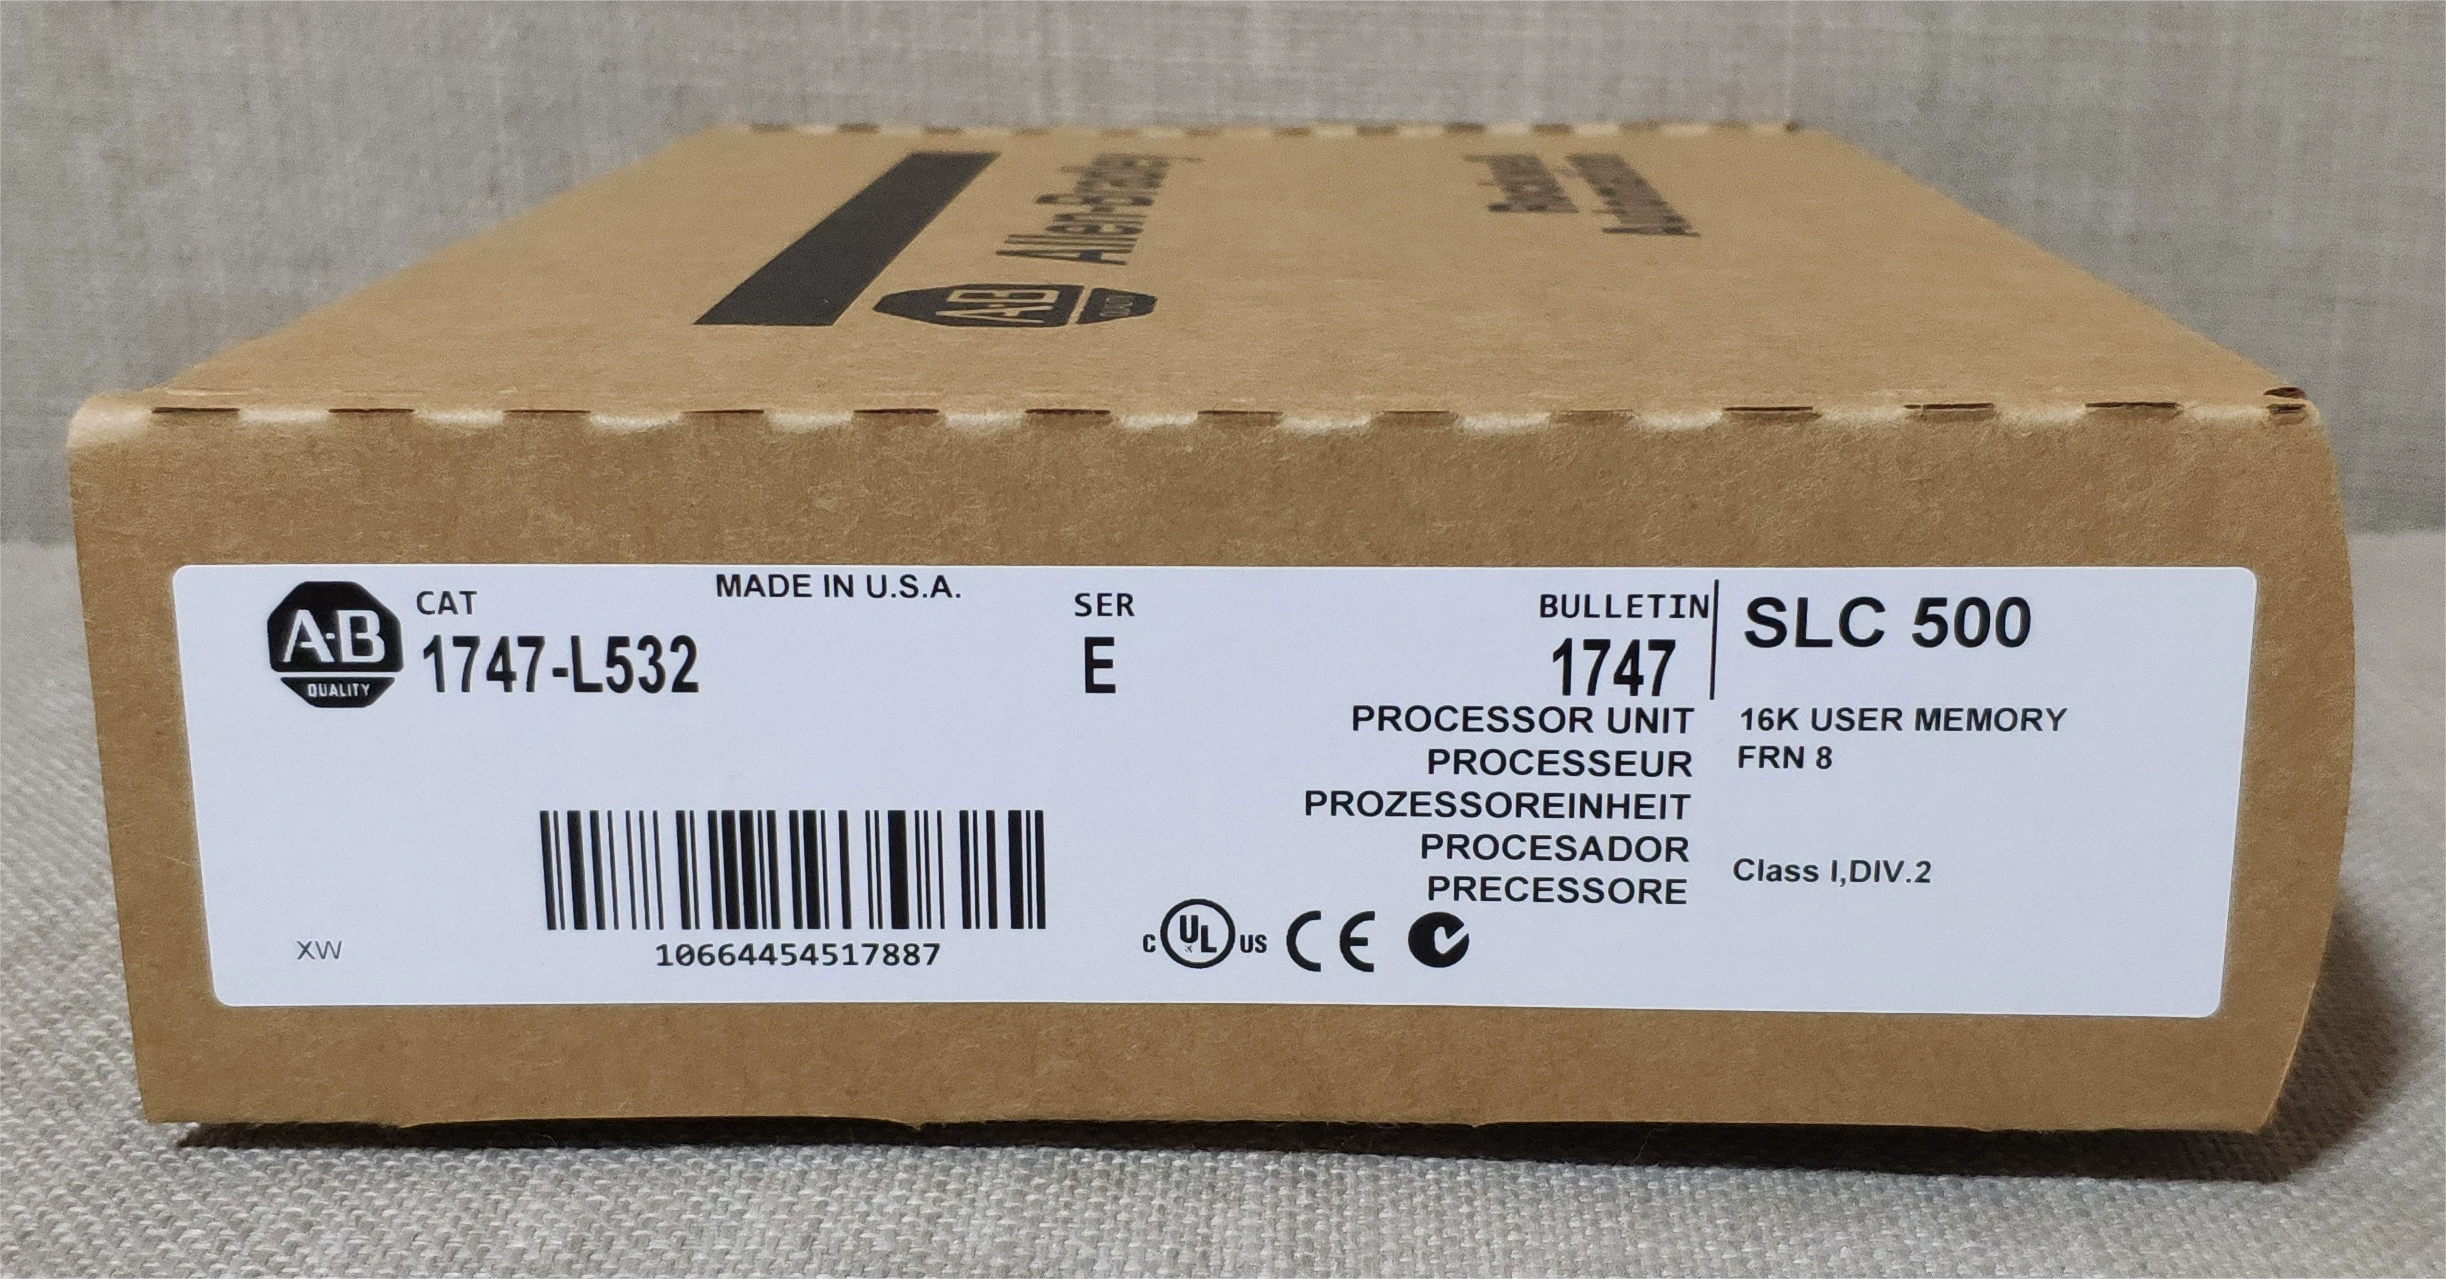 Allen-Bradley
Rockwell
Automation
A-B
QUALITY
A-B
QUALITY
CAT
1747-L532
MADE IN U.S.A.
SER
E
BULLETIN
1747
SLC 500
PROCESSOR UNIT
PROCESSEUR
PROZESSOREINHEIT
PROCESADOR
PRECESSORE
16K USER MEMORY
FRN 8
Class I,DIV.2
XW
10664454517887
C UL US CE